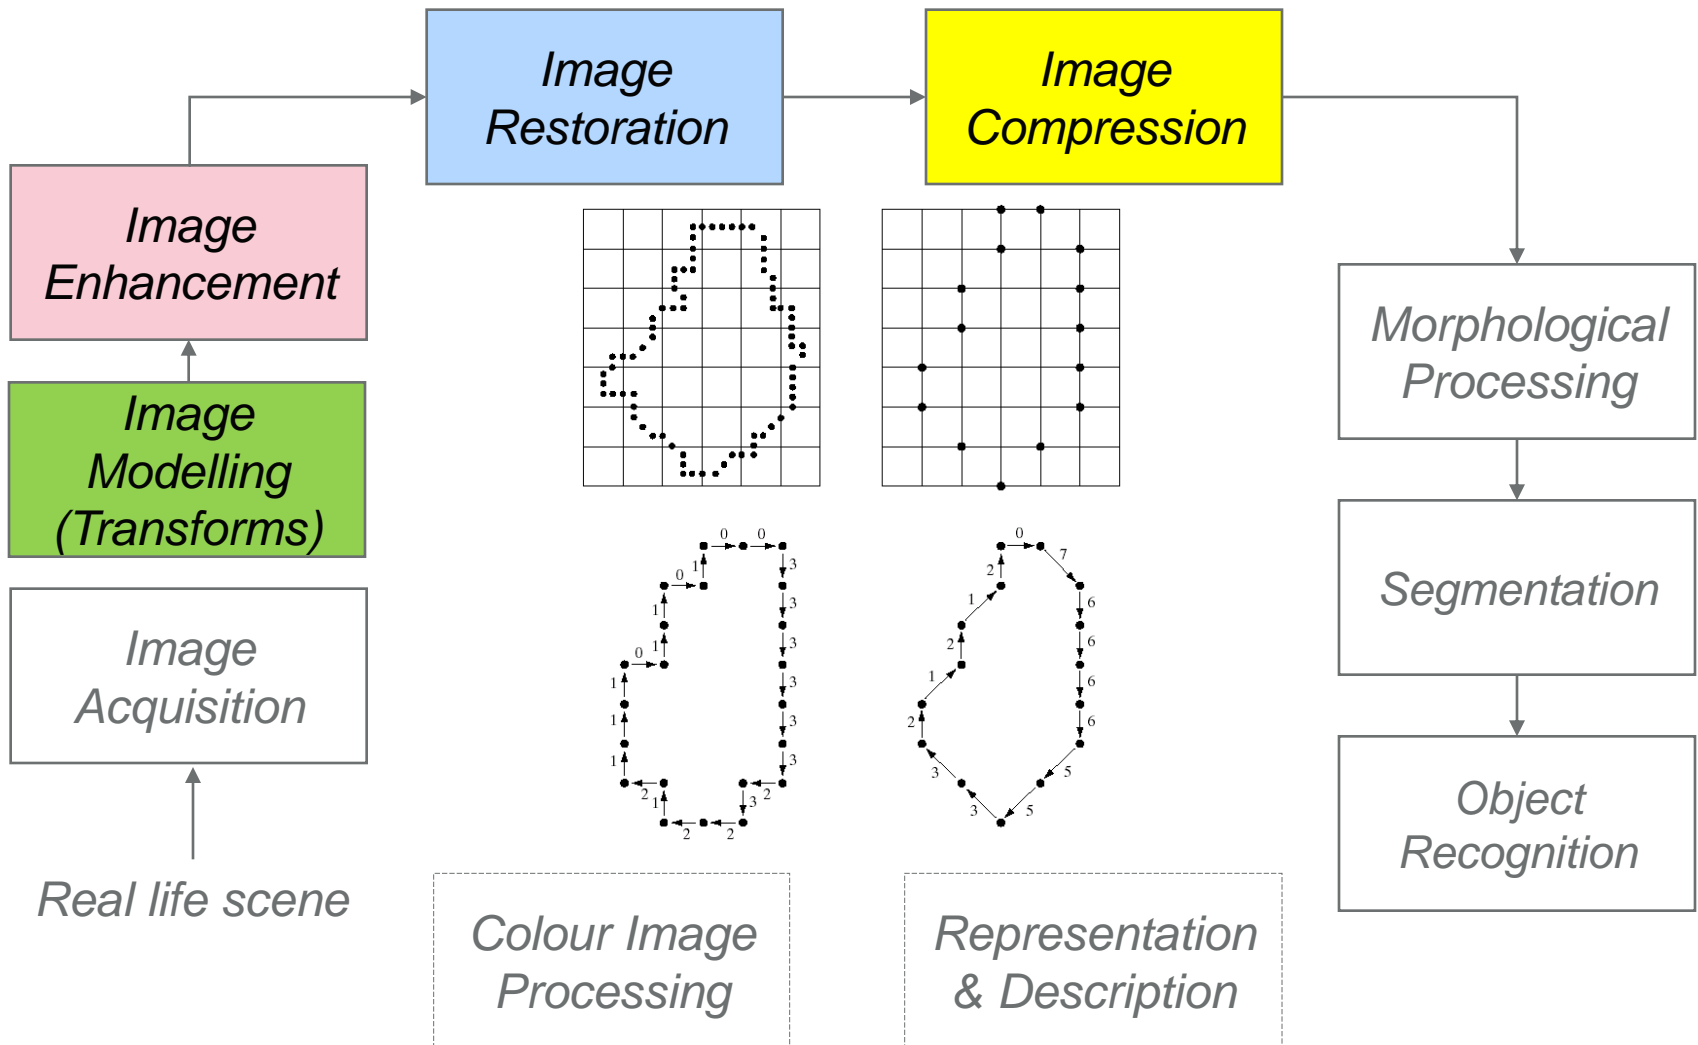 Image
Restoration
Image
Compression
Image
Enhancement
Image
Modelling
(Transforms)
Image
Acquisition
Real life scene
Morphological
Processing
Segmentation
Object
Recognition
0 0
1 3
0
3
1
3
1
0
3
1
3
1
3
1
2 1 3 2
2 2
0
7
2
1
6
2
6
1
6
2
6
3
5
3
5
Colour Image
Processing
Representation
& Description